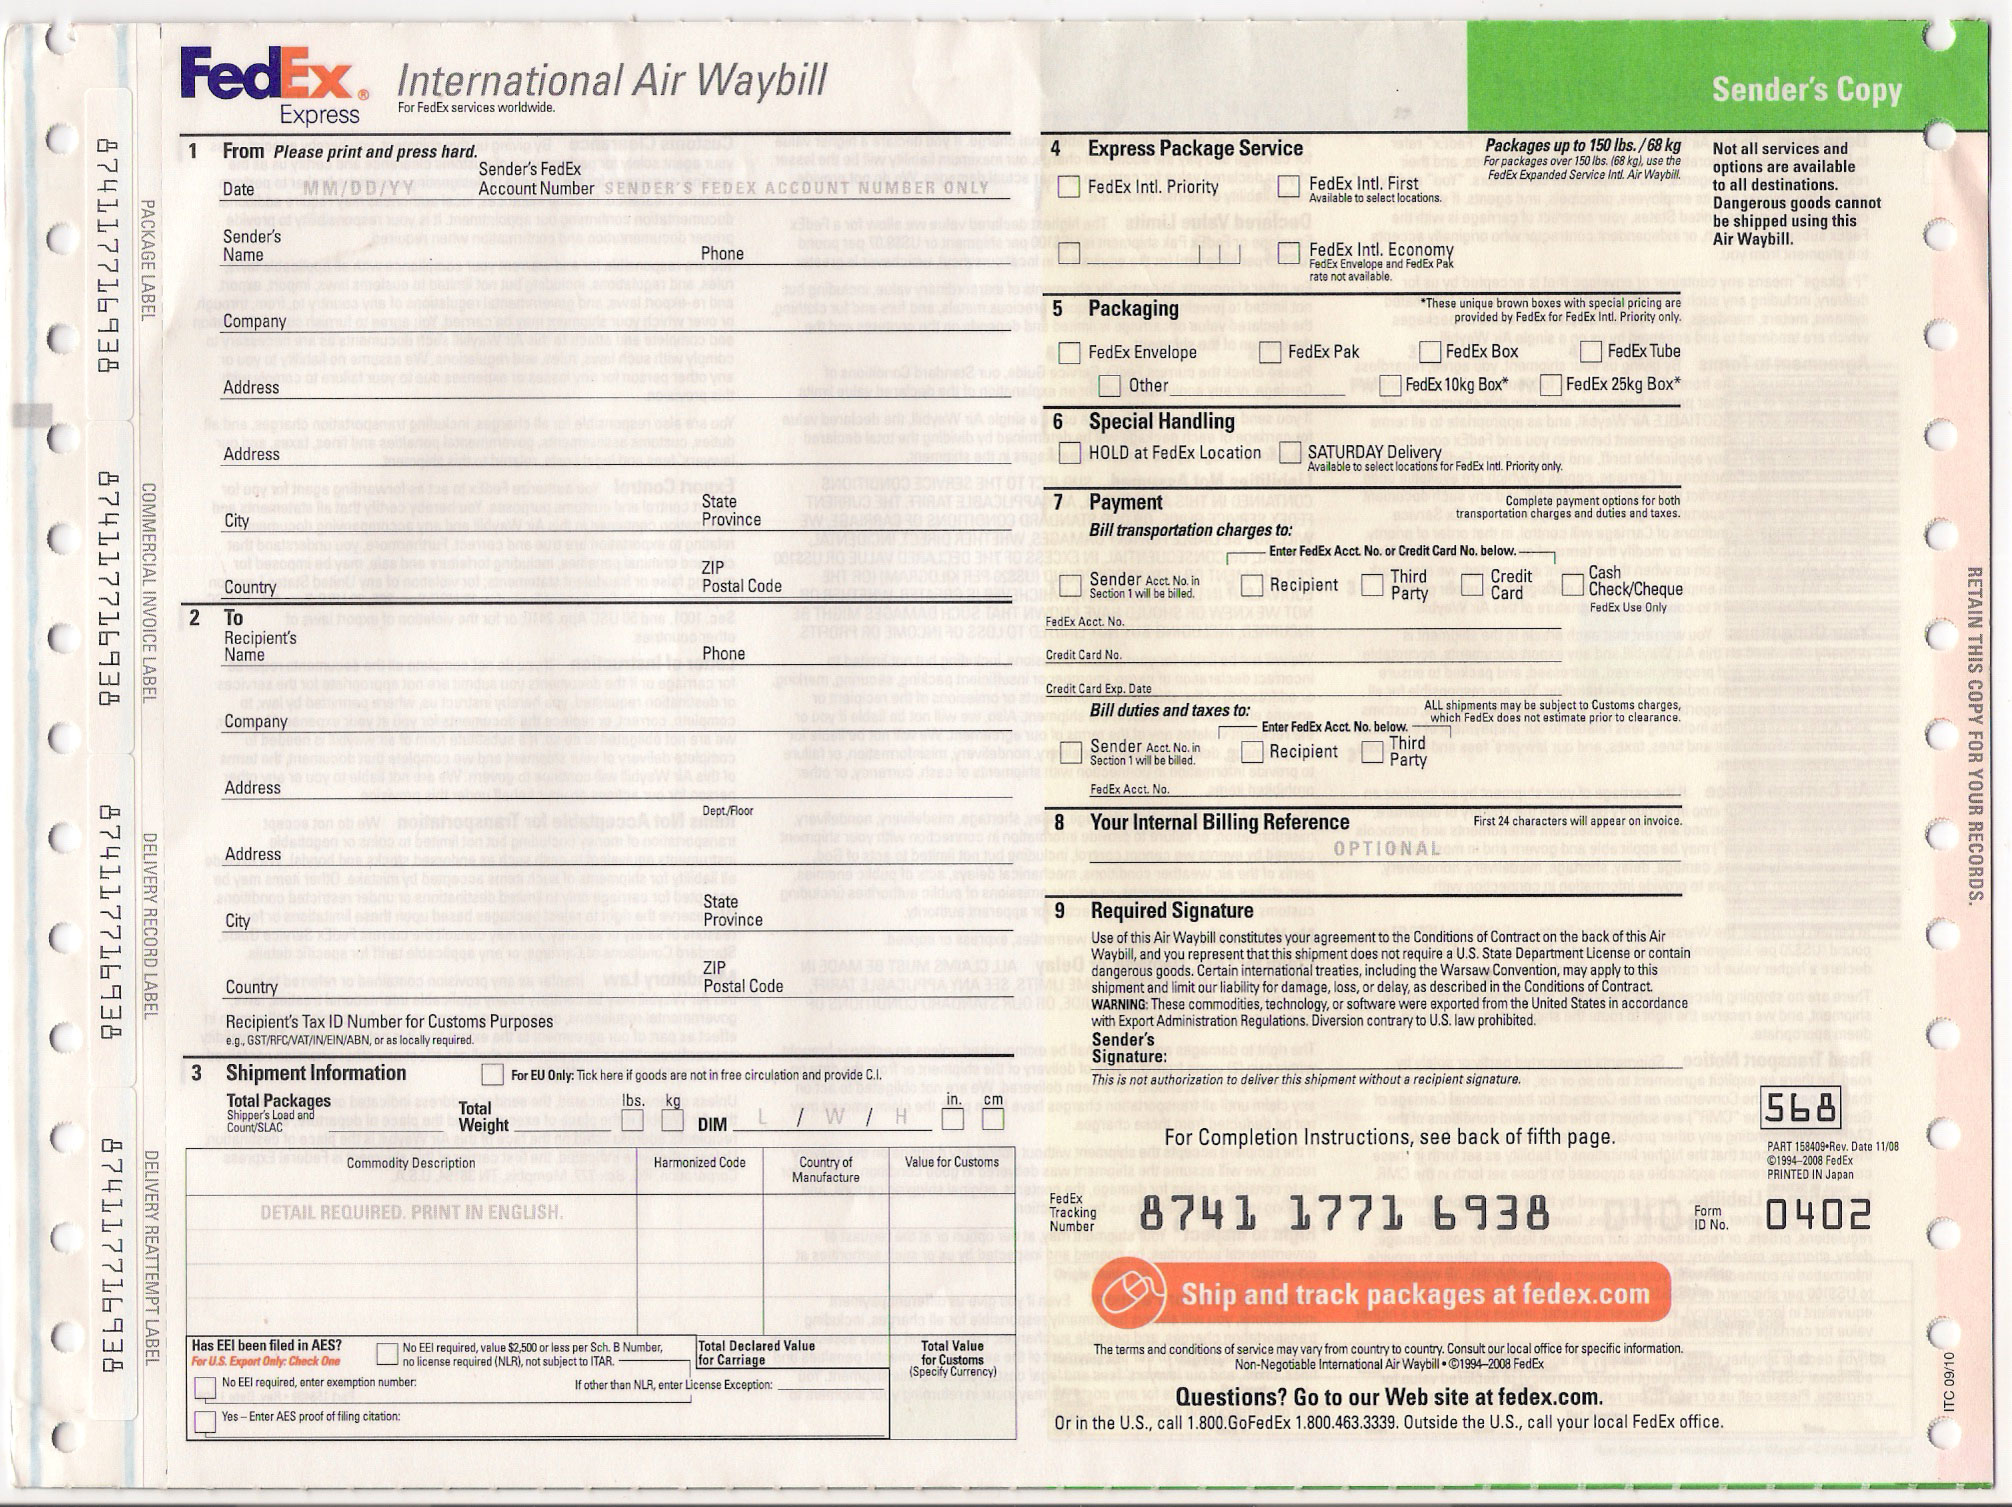 FedEx®
Express
International Air Waybill
For FedEx services worldwide.
Sender's Copy
1 From Please print and press hard.
Date MM/DD/YY
Sender's FedEx
Account Number SENDER'S FEDEX ACCOUNT NUMBER ONLY
Sender's
Name
Phone
Company
Address
Address
City
State
Province
Country
ZIP
Postal Code
2 To
Recipient's
Name
Phone
Company
Address
Dept./Floor
Address
City
State
Province
Country
ZIP
Postal Code
Recipient's Tax ID Number for Customs Purposes
e.g., GST/RFC/VAT/IN/EIN/ABN, or as locally required.
3 Shipment Information
For EU Only: Tick here if goods are not in free circulation and provide C.I.
Total Packages
Shipper's Load and
Count/SLAC
Total
Weight
lbs. kg
DIM L / W / H
in. cm
Commodity Description
Harmonized Code
Country of
Manufacture
Value for Customs
DETAIL REQUIRED. PRINT IN ENGLISH.
Has EEI been filed in AES?
For U.S. Export Only: Check One
No EEI required, value $2,500 or less per Sch. B Number,
no license required (NLR), not subject to ITAR.
No EEI required, enter exemption number:
If other than NLR, enter License Exception:
Yes – Enter AES proof of filing citation:
Total Declared Value
for Carriage
Total Value
for Customs
(Specify Currency)
4 Express Package Service
Packages up to 150 lbs. / 68 kg
For packages over 150 lbs. (68 kg), use the
FedEx Expanded Service Intl. Air Waybill.
FedEx Intl. Priority
FedEx Intl. First
Available to select locations.
FedEx Intl. Economy
FedEx Envelope and FedEx Pak
rate not available.
Not all services and
options are available
to all destinations.
Dangerous goods cannot
be shipped using this
Air Waybill.
5 Packaging
*These unique brown boxes with special pricing are
provided by FedEx for FedEx Intl. Priority only.
FedEx Envelope
FedEx Pak
FedEx Box
FedEx Tube
Other
FedEx 10kg Box*
FedEx 25kg Box*
6 Special Handling
HOLD at FedEx Location
SATURDAY Delivery
Available to select locations for FedEx Intl. Priority only.
7 Payment
Complete payment options for both
transportation charges and duties and taxes.
Bill transportation charges to:
Enter FedEx Acct. No. or Credit Card No. below.
Sender Acct. No. in
Section 1 will be billed.
Recipient
Third
Party
Credit
Card
Cash
Check/Cheque
FedEx Use Only
FedEx Acct. No.
Credit Card No.
Credit Card Exp. Date
Bill duties and taxes to:
ALL shipments may be subject to Customs charges,
which FedEx does not estimate prior to clearance.
Enter FedEx Acct. No. below.
Sender Acct. No. in
Section 1 will be billed.
Recipient
Third
Party
FedEx Acct. No.
8 Your Internal Billing Reference
First 24 characters will appear on invoice.
OPTIONAL
9 Required Signature
Use of this Air Waybill constitutes your agreement to the Conditions of Contract on the back of this Air
Waybill, and you represent that this shipment does not require a U.S. State Department License or contain
dangerous goods. Certain international treaties, including the Warsaw Convention, may apply to this
shipment and limit our liability for damage, loss, or delay, as described in the Conditions of Contract.
WARNING: These commodities, technology, or software were exported from the United States in accordance
with Export Administration Regulations. Diversion contrary to U.S. law prohibited.
Sender's
Signature:
This is not authorization to deliver this shipment without a recipient signature.
For Completion Instructions, see back of fifth page.
568
PART 158409•Rev. Date 11/08
©1994–2008 FedEx
PRINTED IN Japan
FedEx
Tracking
Number
8741 1771 6938
Form
ID No.
0402
Ship and track packages at fedex.com
The terms and conditions of service may vary from country to country. Consult our local office for specific information.
Non-Negotiable International Air Waybill • ©1994–2008 FedEx
Questions? Go to our Web site at fedex.com.
Or in the U.S., call 1.800.GoFedEx 1.800.463.3339. Outside the U.S., call your local FedEx office.
RETAIN THIS COPY FOR YOUR RECORDS.
ITC 09/10
874117716938
PACKAGE LABEL
874117716938
COMMERCIAL INVOICE LABEL
874117716938
DELIVERY RECORD LABEL
874117716938
DELIVERY REATTEMPT LABEL